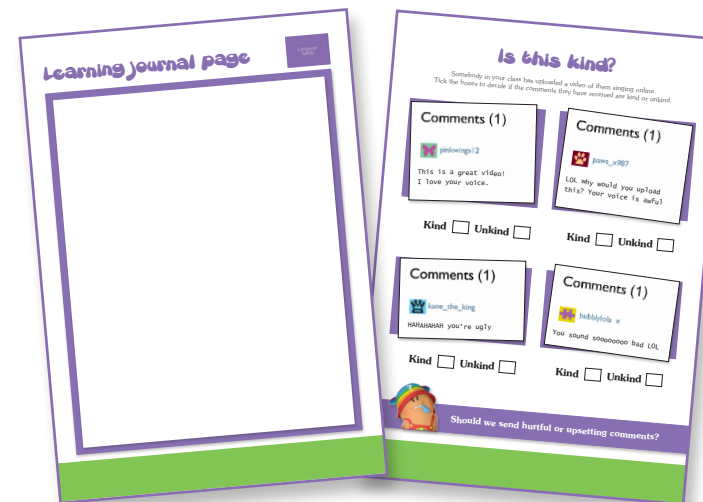 Learning journal page
Computer
Safety
Is this kind?
Somebody in your class has uploaded a video of them singing online.
Tick the boxes to decide if the comments they have received are kind or unkind.
Comments (1)
pinkwings12
This is a great video!
I love your voice.
Kind Unkind
Comments (1)
paws_x987
LOL why would you upload
this? Your voice is awful
Kind Unkind
Comments (1)
kane_the_king
HAHAHAHAH you're ugly
Kind Unkind
Comments (1)
bubblylola x
You sound soooooooo bad LOL
Kind Unkind
Should we send hurtful or upsetting comments?